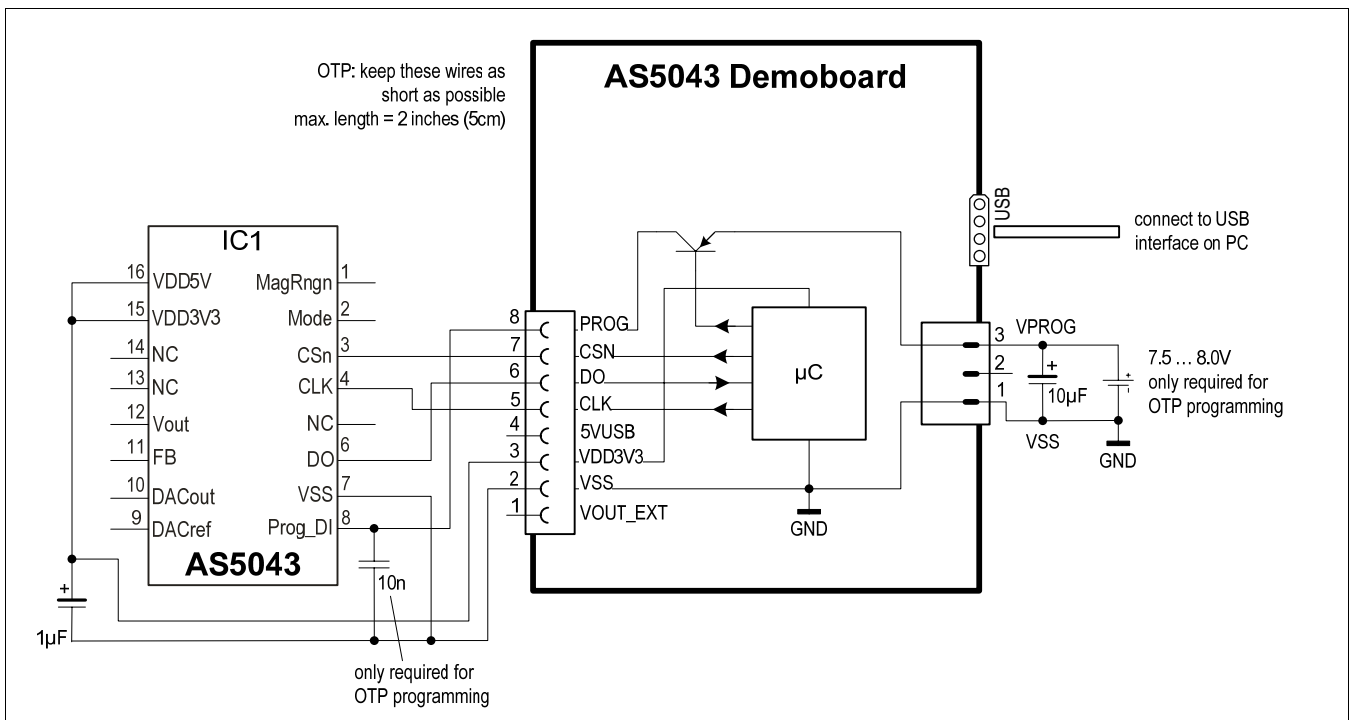 OTP: keep these wires as
short as possible
max. length = 2 inches (5cm)
AS5043 Demoboard
USB
connect to USB
interface on PC
IC1
16 VDD5V
15 VDD3V3
14 NC
13 NC
12 Vout
11 FB
10 DACout
9 DACref
MagRngn 1
Mode 2
CSn 3
CLK 4
NC
DO 6
VSS 7
Prog_DI 8
AS5043
8 PROG
7 CSN
6 DO
5 CLK
4 5VUSB
3 VDD3V3
2 VSS
1 VOUT_EXT
µC
GND
3 VPROG
2
1
+
10µF
VSS
+
-
7.5 ... 8.0V
only required for
OTP programming
GND
+
1µF
10n
only required for
OTP programming